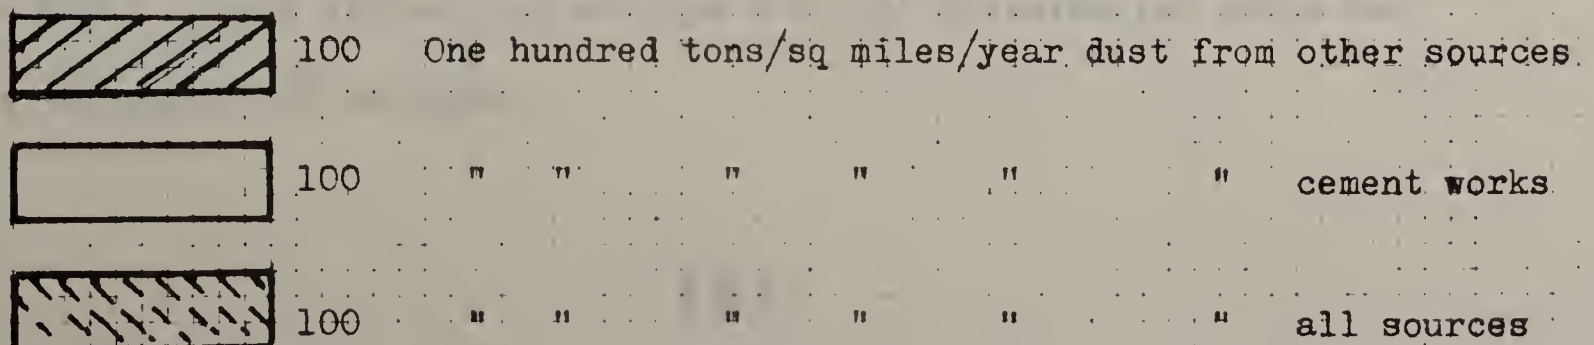 100 One hundred tons/sq miles/year dust from other sources
100 " " " " " " cement works
100 " " " " " " all sources